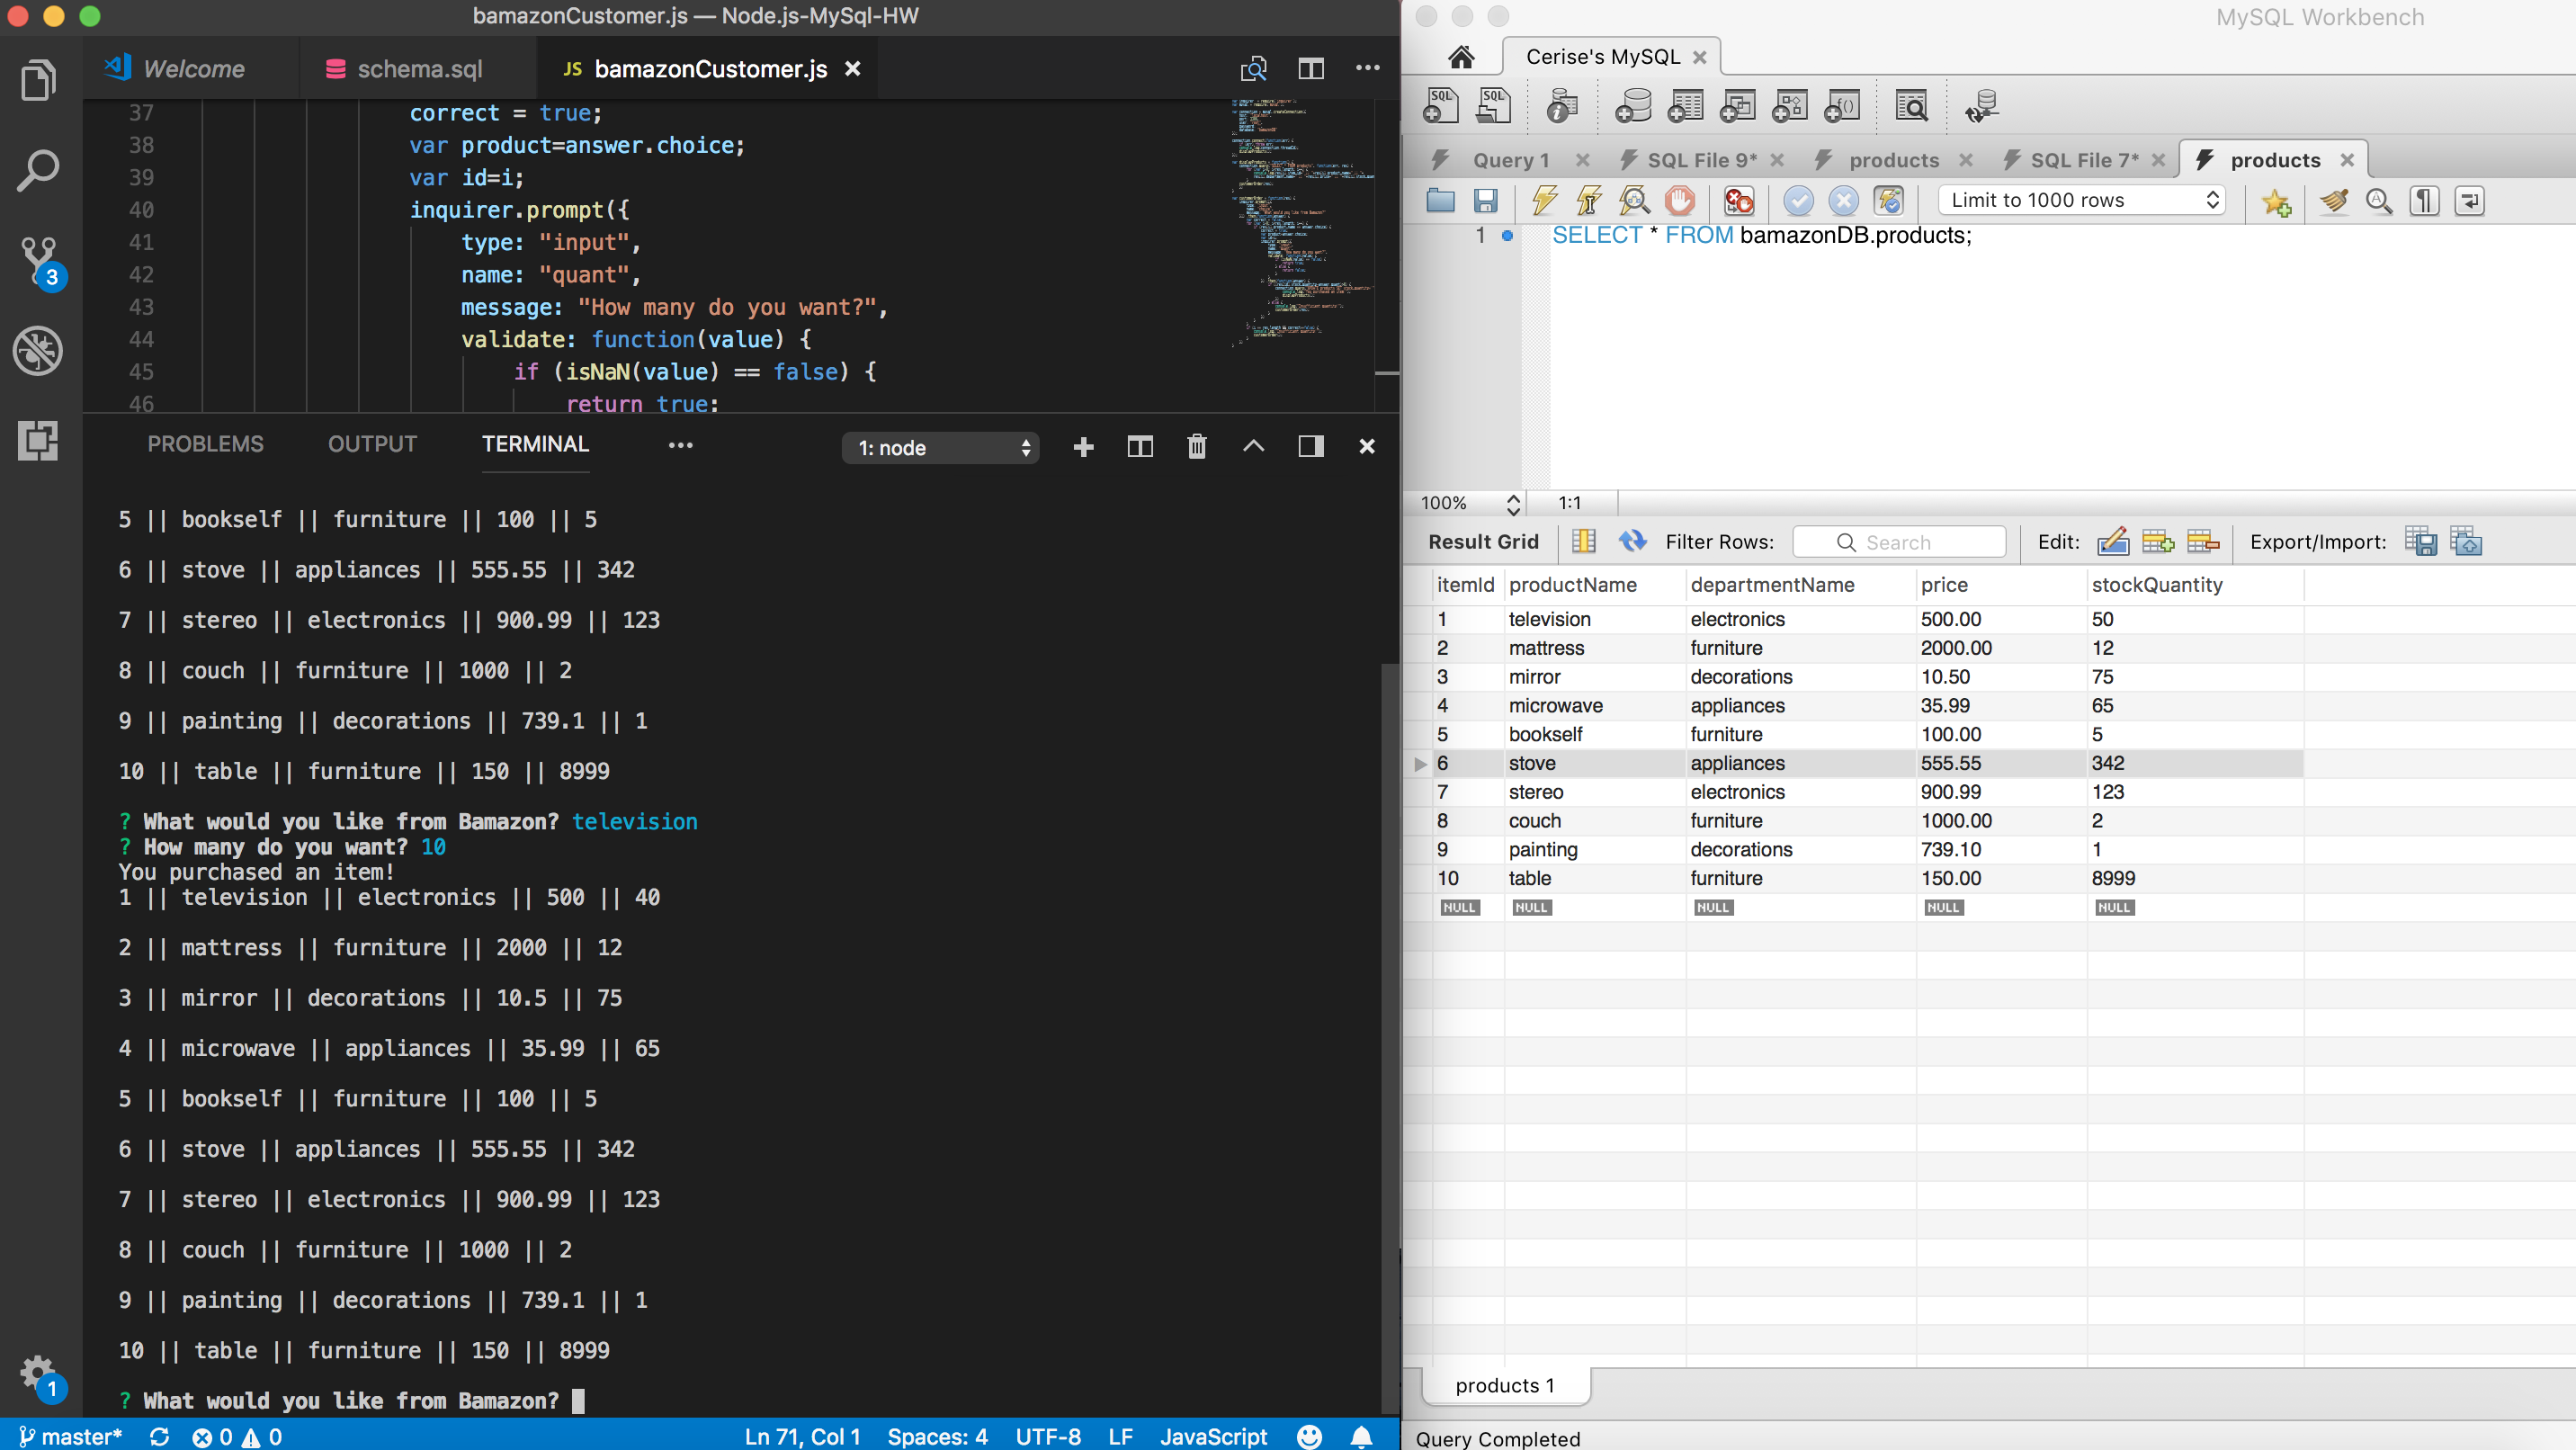 bamazonCustomer.js — Node.js-MySql-HW
Welcome
schema.sql
JS bamazonCustomer.js
37 correct = true;
38 var product=answer.choice;
39 var id=i;
40 inquirer.prompt({
41 type: "input",
42 name: "quant",
43 message: "How many do you want?",
44 validate: function(value) {
45 if (isNaN(value) == false) {
46 return true;
3
PROBLEMS OUTPUT TERMINAL ••• 1: node
5 || bookself || furniture || 100 || 5
6 || stove || appliances || 555.55 || 342
7 || stereo || electronics || 900.99 || 123
8 || couch || furniture || 1000 || 2
9 || painting || decorations || 739.1 || 1
10 || table || furniture || 150 || 8999
? What would you like from Bamazon? television
? How many do you want? 10
You purchased an item!
1 || television || electronics || 500 || 40
2 || mattress || furniture || 2000 || 12
3 || mirror || decorations || 10.5 || 75
4 || microwave || appliances || 35.99 || 65
5 || bookself || furniture || 100 || 5
6 || stove || appliances || 555.55 || 342
7 || stereo || electronics || 900.99 || 123
8 || couch || furniture || 1000 || 2
9 || painting || decorations || 739.1 || 1
10 || table || furniture || 150 || 8999
? What would you like from Bamazon?
1
master* 0 0 Ln 71, Col 1 Spaces: 4 UTF-8 LF JavaScript
MySQL Workbench
Cerise's MySQL
SQL SQL
Query 1 SQL File 9* products SQL File 7* products
Limit to 1000 rows
1 SELECT * FROM bamazonDB.products;
100% 1:1
Result Grid Filter Rows: Search Edit: Export/Import:
itemId productName departmentName price stockQuantity
1 television electronics 500.00 50
2 mattress furniture 2000.00 12
3 mirror decorations 10.50 75
4 microwave appliances 35.99 65
5 bookself furniture 100.00 5
6 stove appliances 555.55 342
7 stereo electronics 900.99 123
8 couch furniture 1000.00 2
9 painting decorations 739.10 1
10 table furniture 150.00 8999
NULL NULL NULL NULL NULL
products 1
Query Completed